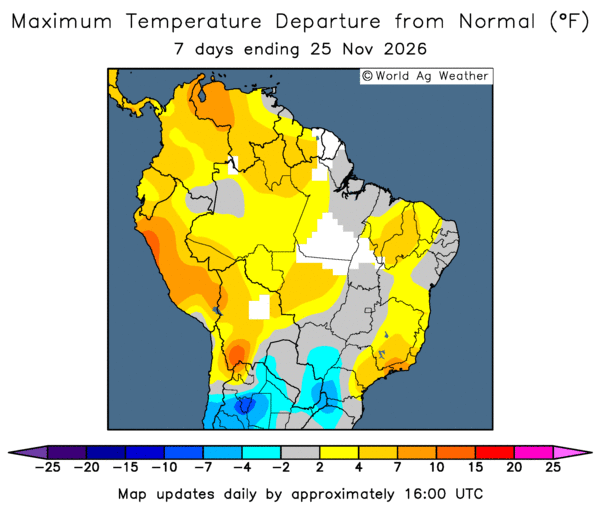 Maximum Temperature Departure from Normal (°F)
7 days ending 25 Nov 2026
©World Ag Weather
-25 -20 -15 -10 -7 -4 -2 2 4 7 10 15 20 25
Map updates daily by approximately 16:00 UTC